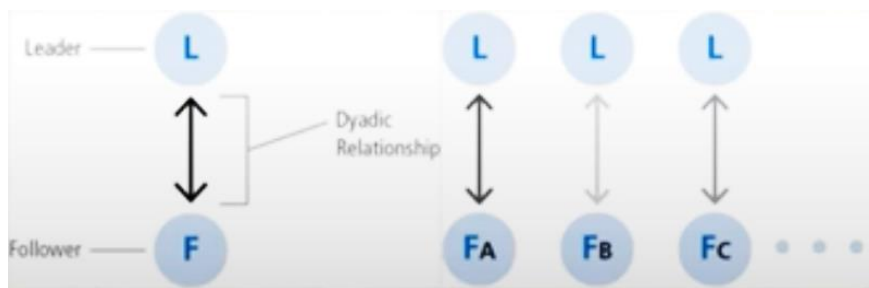 Leader
L
L
L
L
Dyadic
Relationship
Follower
F
FA
FB
FC